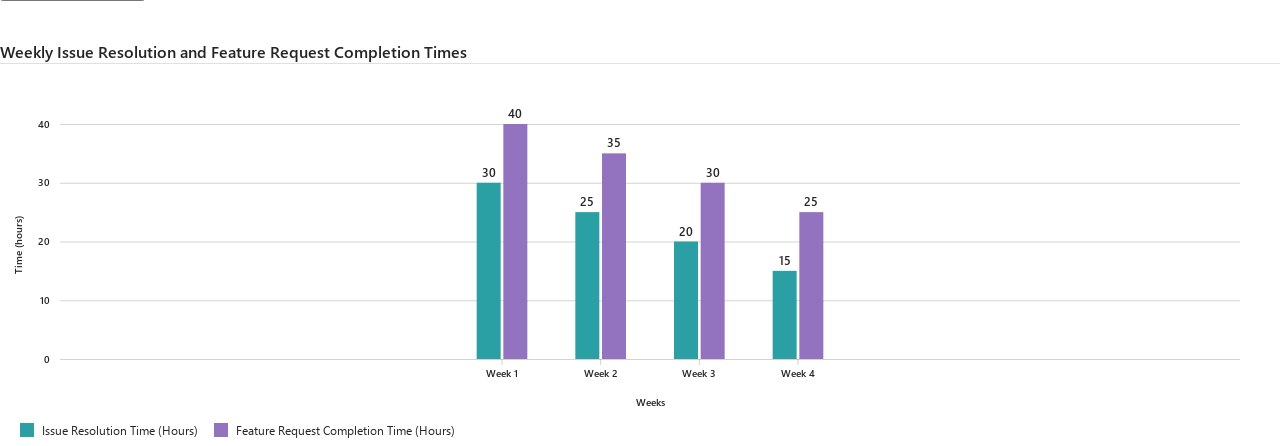 Weekly Issue Resolution and Feature Request Completion Times
40
40
35
30
30
30
25
25
20
20
15
10
0
Time (hours)
Week 1
Week 2
Week 3
Week 4
Weeks
Issue Resolution Time (Hours)
Feature Request Completion Time (Hours)